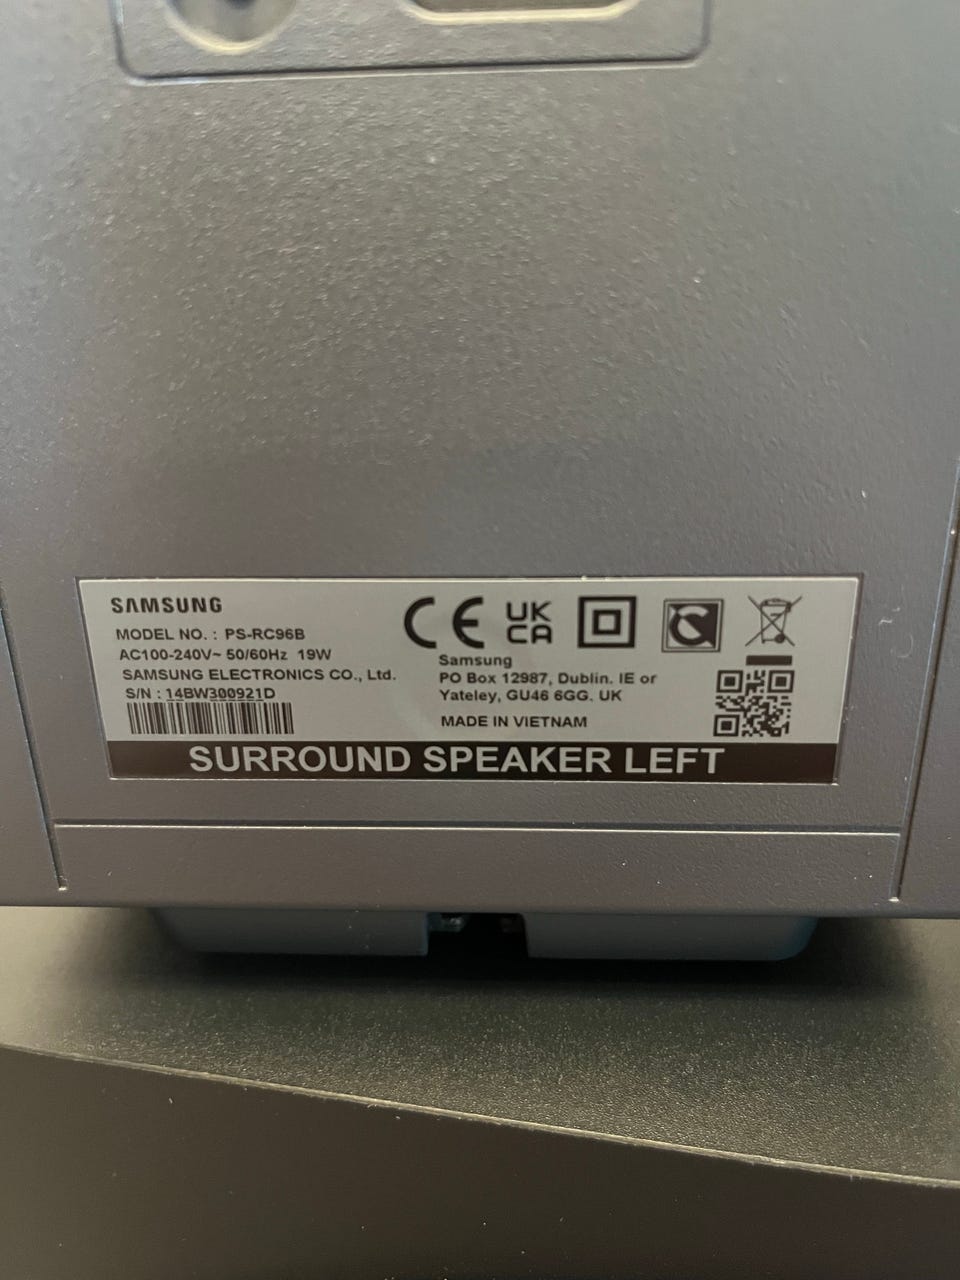 SAMSUNG
MODEL NO. : PS-RC96B
AC100-240V~ 50/60Hz 19W
SAMSUNG ELECTRONICS CO., Ltd.
S/N : 14BW300921D
CE UK CA
Samsung
PO Box 12987, Dublin. IE or
Yateley, GU46 6GG. UK
MADE IN VIETNAM
SURROUND SPEAKER LEFT